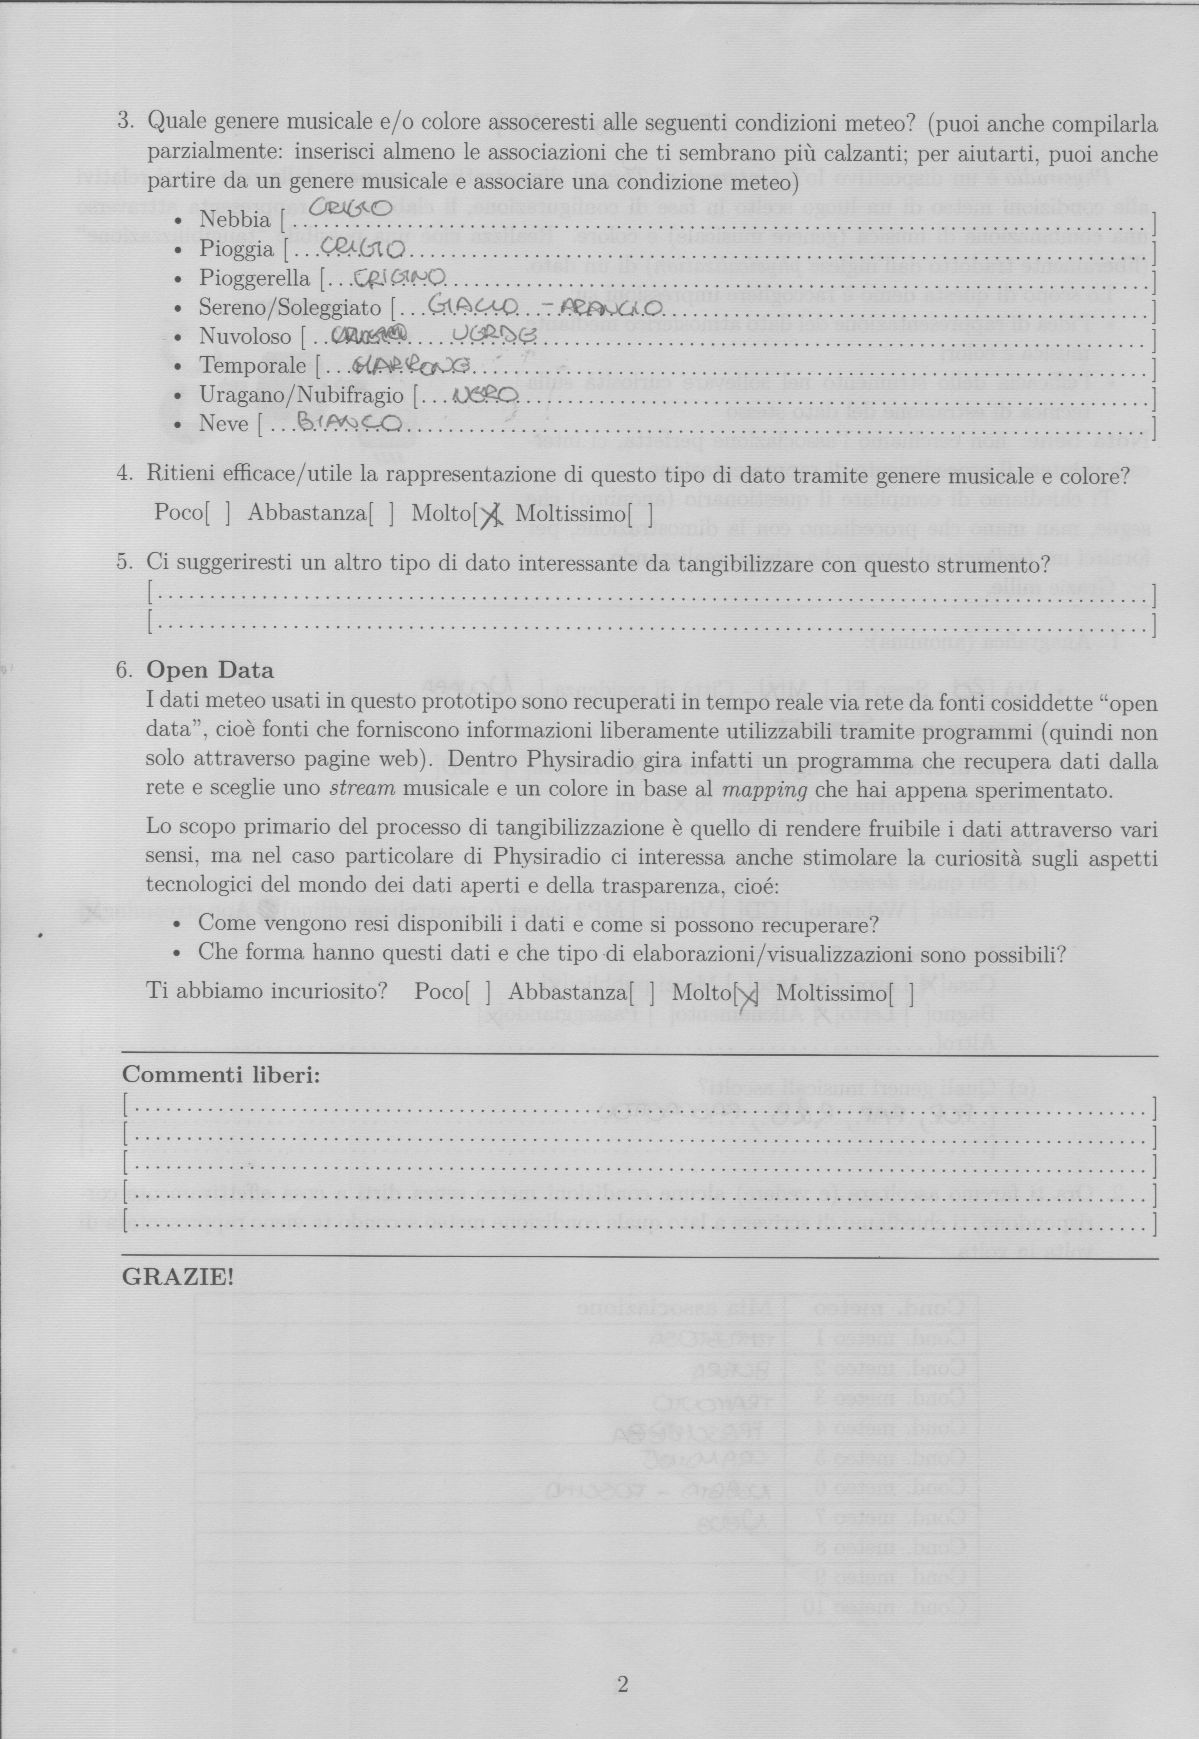 3. Quale genere musicale e/o colore assoceresti alle seguenti condizioni meteo? (puoi anche compilarla
parzialmente: inserisci almeno le associazioni che ti sembrano più calzanti; per aiutarti, puoi anche
partire da un genere musicale e associare una condizione meteo)
• Nebbia [ GRIGIO ]
• Pioggia [ GRIGIO ]
• Pioggerella [ GRIGINO ]
• Sereno/Soleggiato [ GIALLO - ARANCIO ]
• Nuvoloso [ VERDE ]
• Temporale [ MARRONE ]
• Uragano/Nubifragio [ NERO ]
• Neve [ BIANCO ]
4. Ritieni efficace/utile la rappresentazione di questo tipo di dato tramite genere musicale e colore?
Poco[ ] Abbastanza[ ] Molto[X] Moltissimo[ ]
5. Ci suggeriresti un altro tipo di dato interessante da tangibilizzare con questo strumento?
[ ]
[ ]
6. Open Data
I dati meteo usati in questo prototipo sono recuperati in tempo reale via rete da fonti cosiddette “open
data”, cioè fonti che forniscono informazioni liberamente utilizzabili tramite programmi (quindi non
solo attraverso pagine web). Dentro Physiradio gira infatti un programma che recupera dati dalla
rete e sceglie uno stream musicale e un colore in base al mapping che hai appena sperimentato.
Lo scopo primario del processo di tangibilizzazione è quello di rendere fruibile i dati attraverso vari
sensi, ma nel caso particolare di Physiradio ci interessa anche stimolare la curiosità sugli aspetti
tecnologici del mondo dei dati aperti e della trasparenza, cioé:
• Come vengono resi disponibili i dati e come si possono recuperare?
• Che forma hanno questi dati e che tipo di elaborazioni/visualizzazioni sono possibili?
Ti abbiamo incuriosito? Poco[ ] Abbastanza[ ] Molto[X] Moltissimo[ ]
Commenti liberi:
[ ]
[ ]
[ ]
[ ]
[ ]
GRAZIE!
2